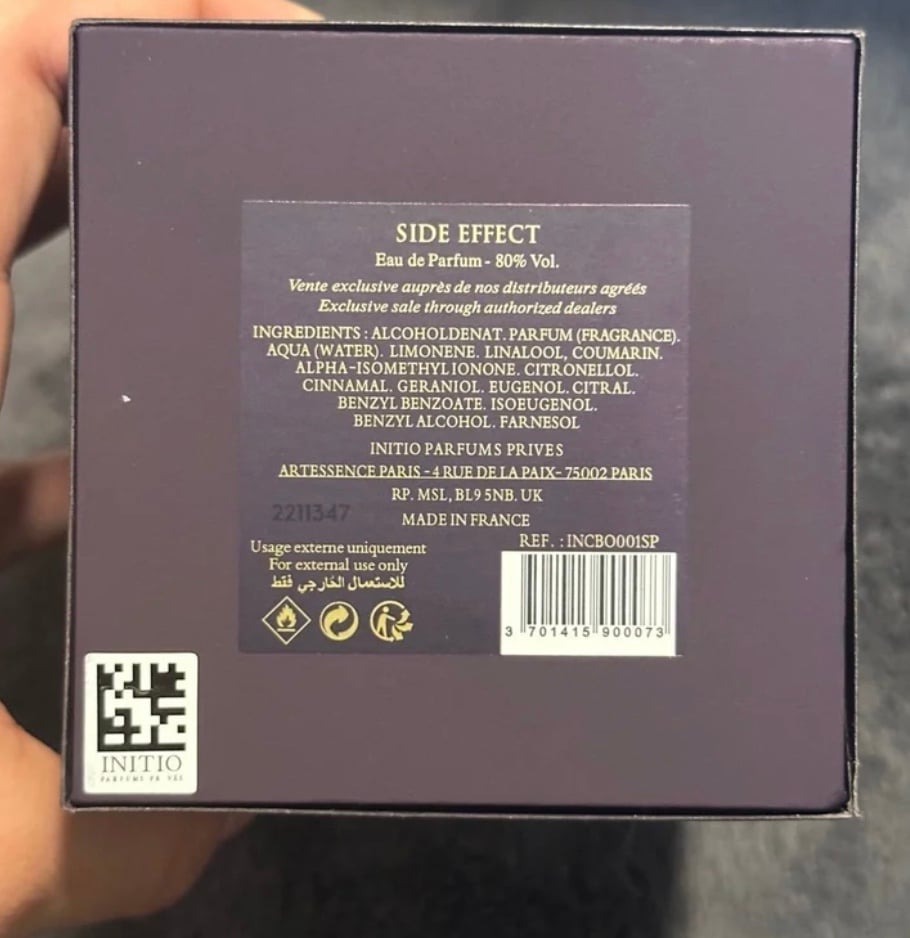 SIDE EFFECT
Eau de Parfum - 80% Vol.
Vente exclusive auprès de nos distributeurs agréés
Exclusive sale through authorized dealers
INGREDIENTS : ALCOHOLDENAT. PARFUM (FRAGRANCE).
AQUA (WATER). LIMONENE. LINALOOL, COUMARIN.
ALPHA-ISOMETHYL IONONE. CITRONELLOL.
CINNAMAL. GERANIOL. EUGENOL. CITRAL.
BENZYL BENZOATE. ISOEUGENOL.
BENZYL ALCOHOL. FARNESOL
INITIO PARFUMS PRIVES
ARTESSENCE PARIS - 4 RUE DE LA PAIX- 75002 PARIS
RP. MSL, BL9 5NB. UK
2211347
MADE IN FRANCE
REF. : INCBO001SP
Usage externe uniquement
For external use only
للاستعمال الخارجي فقط
3 701415 900073
INITIO
PARFUMS PR VES